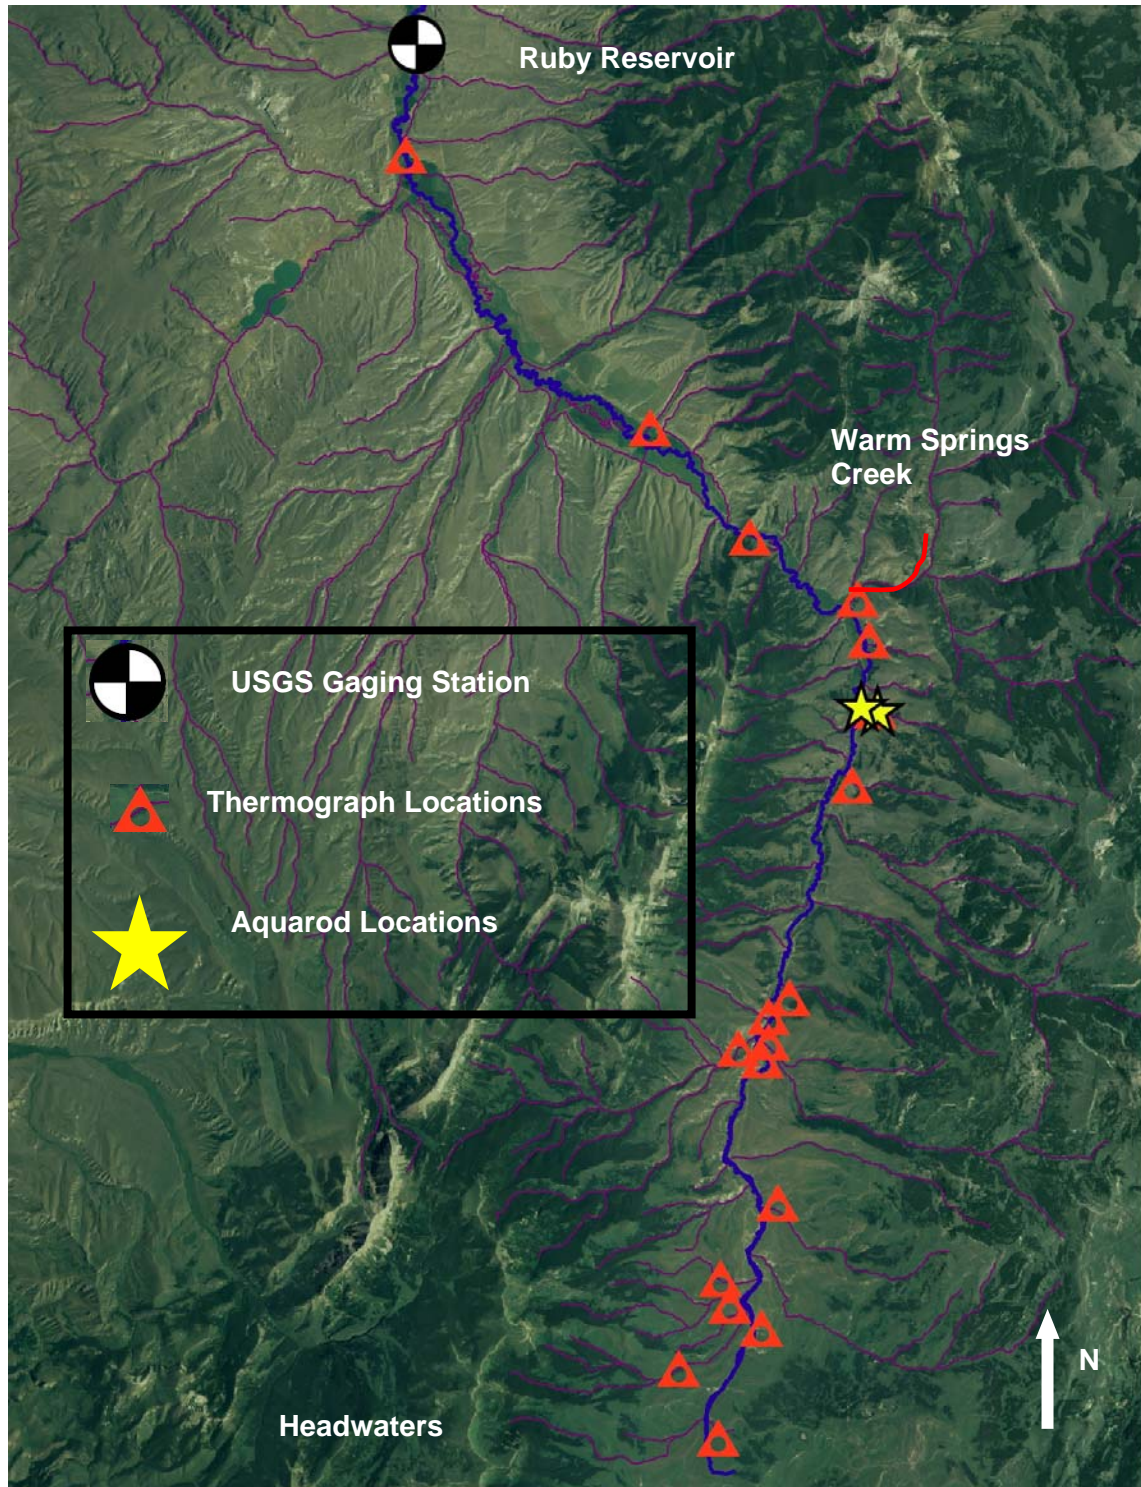 Ruby Reservoir
Warm Springs
Creek
USGS Gaging Station
Thermograph Locations
Aquarod Locations
N
Headwaters